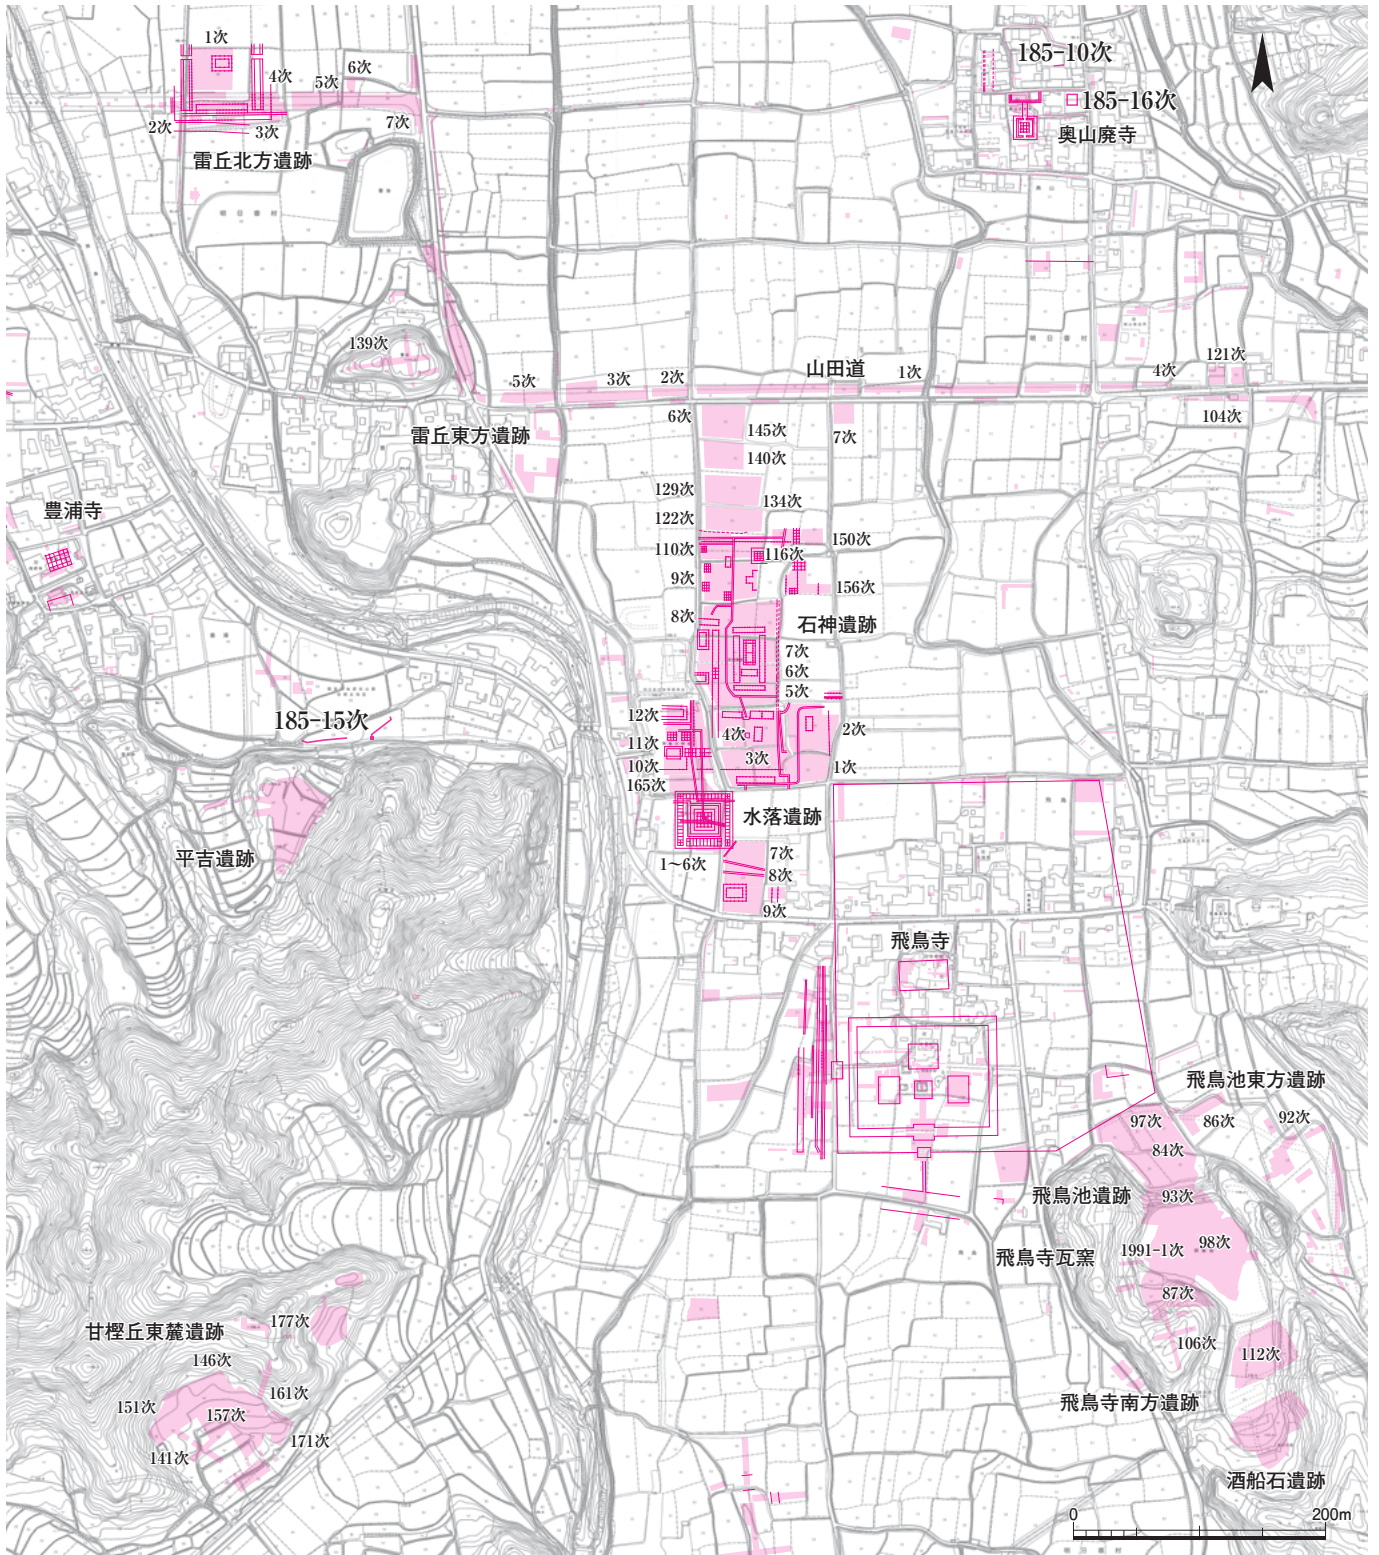 1次
4次
5次
6次
2次
3次
7次
雷丘北方遺跡
185-10次
185-16次
奥山廃寺
139次
5次
3次
2次
山田道
1次
4次
121次
104次
雷丘東方遺跡
6次
145次
7次
140次
129次
134次
122次
豊浦寺
110次
116次
150次
9次
156次
8次
石神遺跡
7次
6次
5次
185-15次
12次
4次
2次
11次
3次
10次
1次
165次
水落遺跡
平吉遺跡
1〜6次
7次
8次
9次
飛鳥寺
飛鳥池東方遺跡
97次
86次
92次
84次
飛鳥池遺跡
93次
飛鳥寺瓦窯
1991-1次
98次
87次
106次
112次
甘樫丘東麓遺跡
177次
146次
161次
151次
157次
171次
141次
飛鳥寺南方遺跡
酒船石遺跡
0
200m